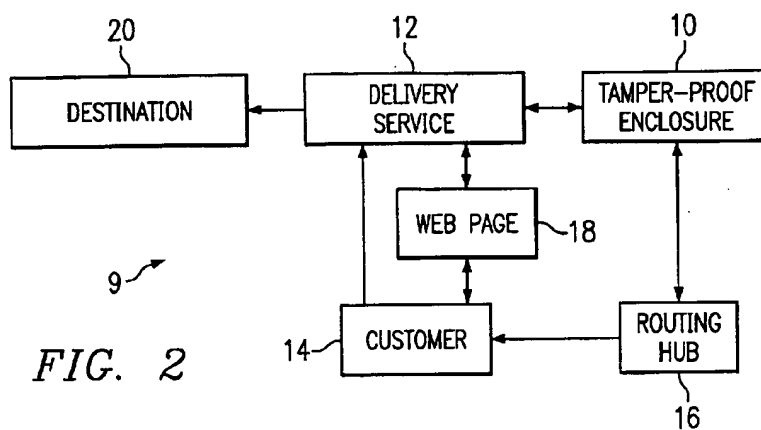 20
12
10
DESTINATION
DELIVERY
SERVICE
TAMPER-PROOF
ENCLOSURE
WEB PAGE
18
9
14
CUSTOMER
ROUTING
HUB
16
FIG. 2